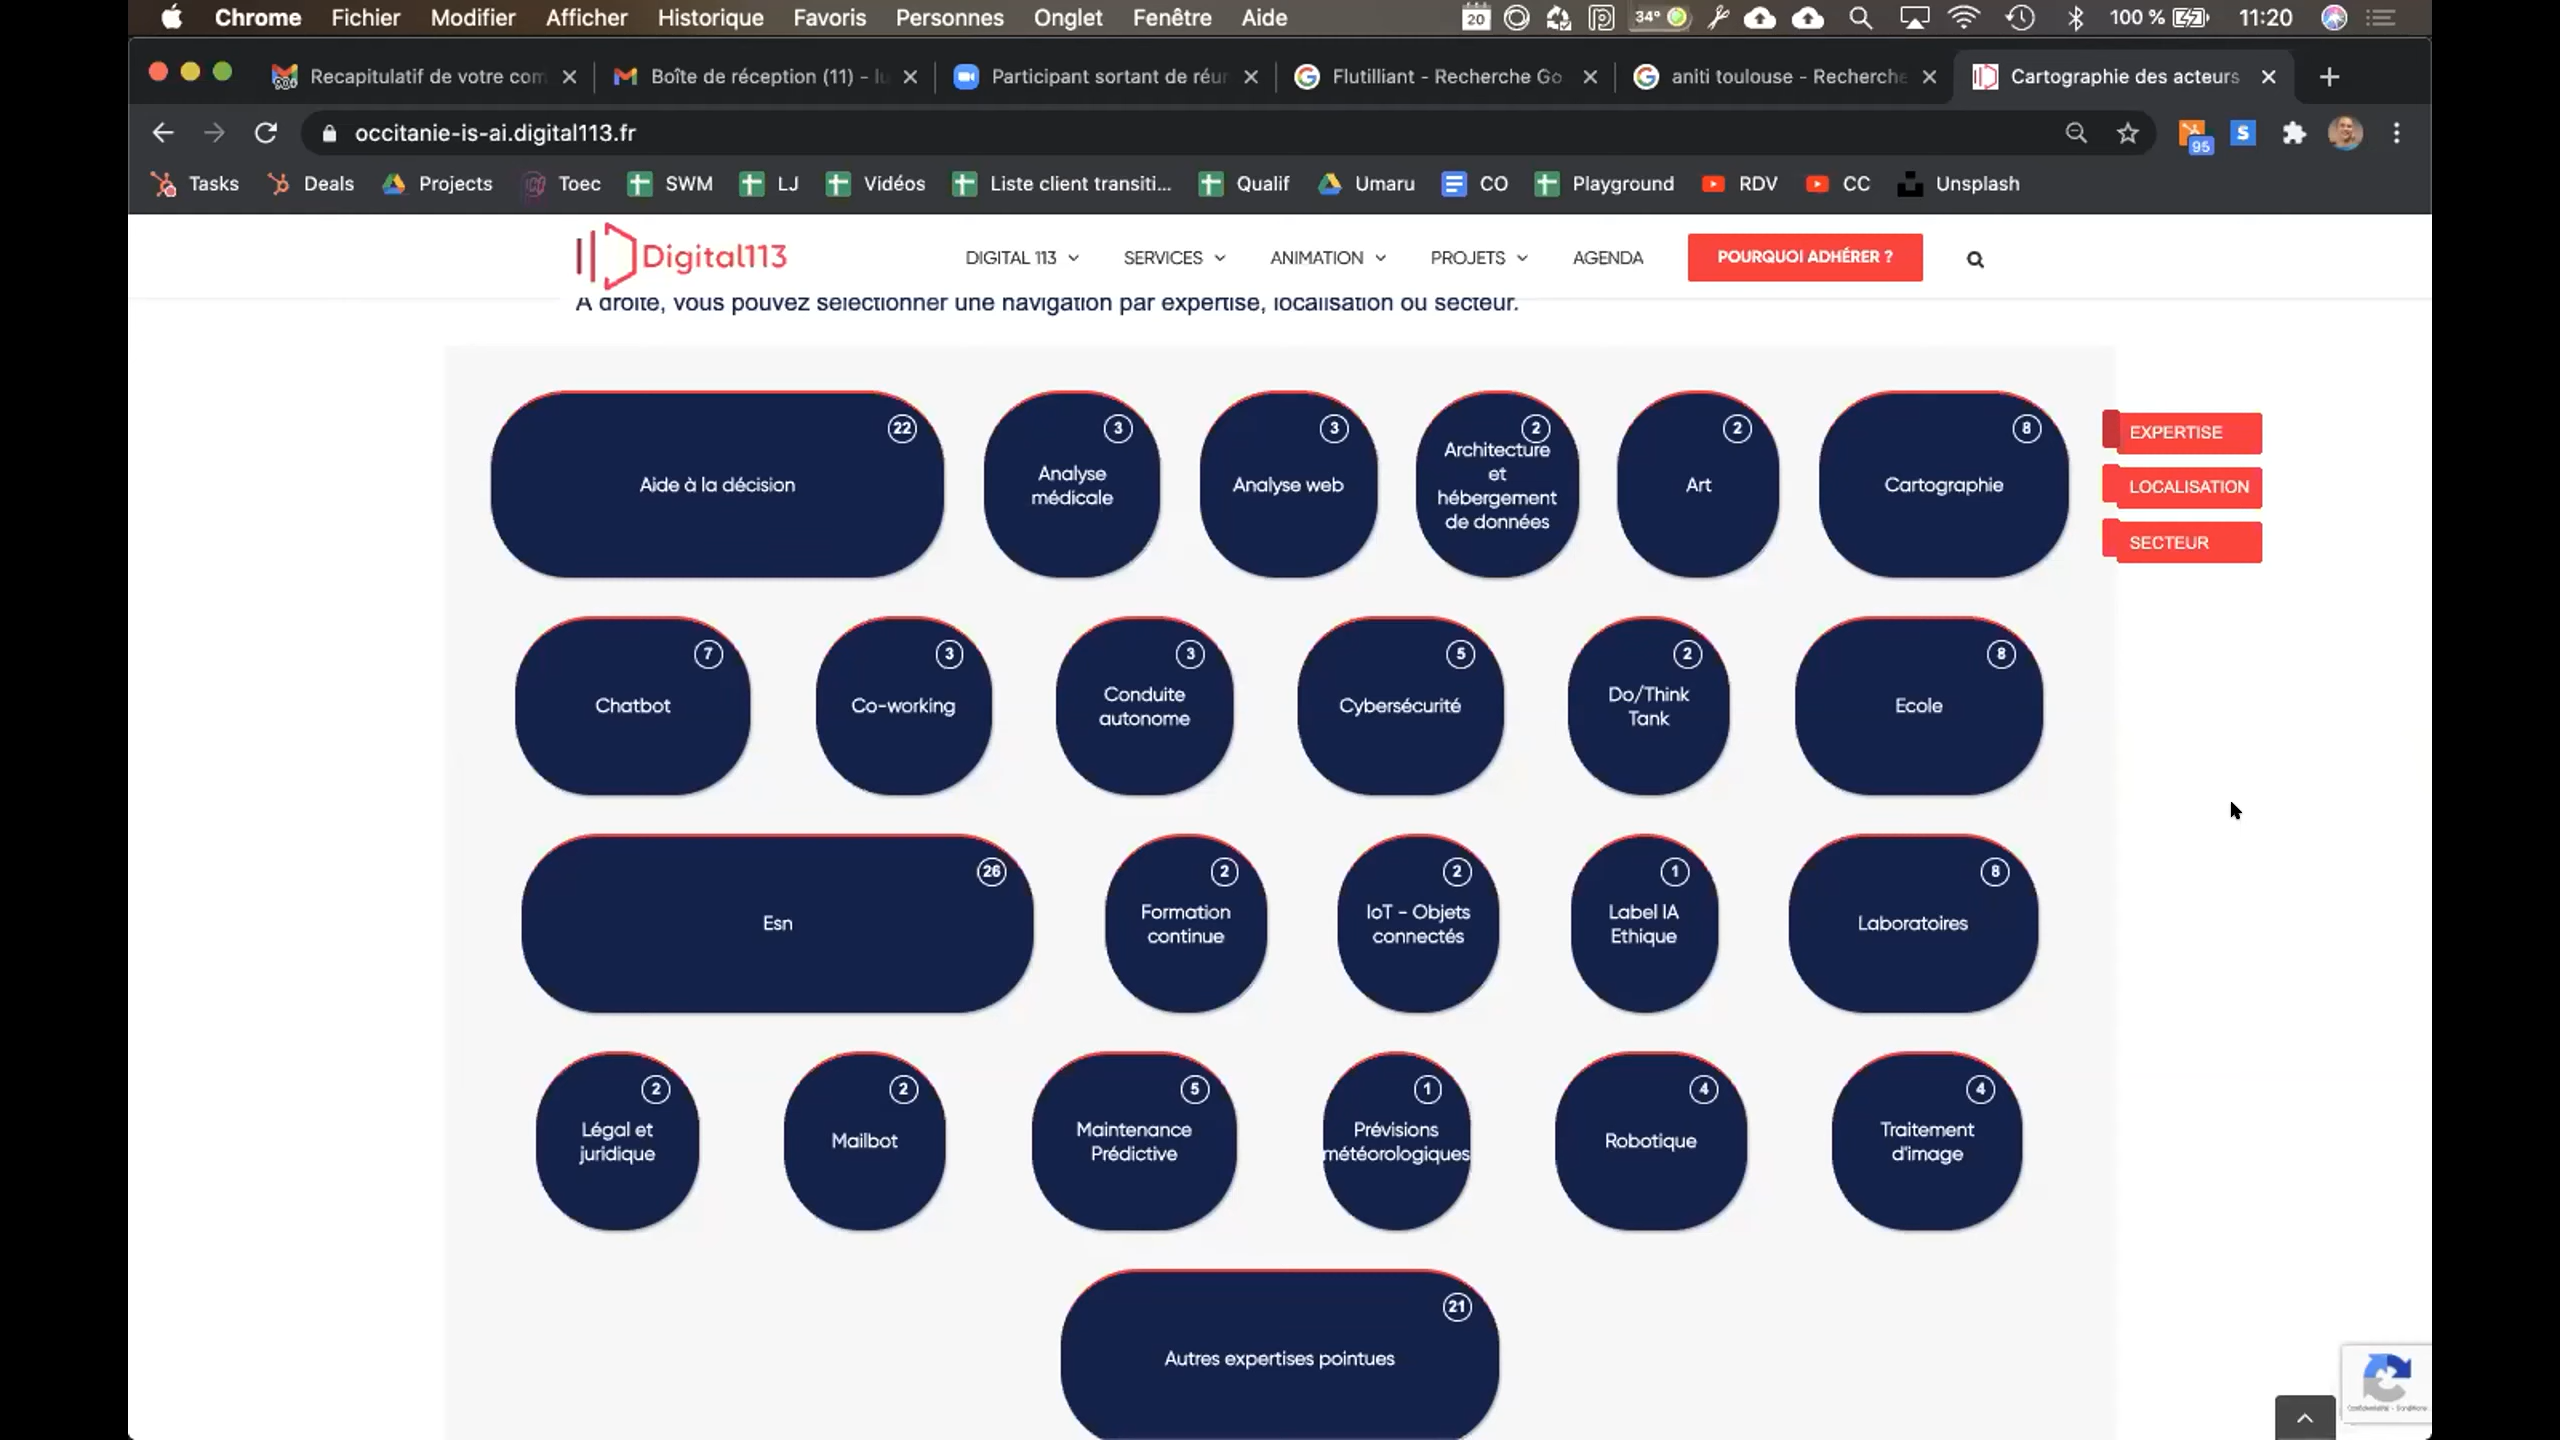 Chrome Fichier Modifier Afficher Historique Favoris Personnes Onglet Fenêtre Aide 20 34° 100 % 11:20
Recapitulatif de votre com Boîte de réception (11) - lu Participant sortant de réur Flutilliant - Recherche Go aniti toulouse - Recherche Cartographie des acteurs
occitanie-is-ai.digital113.fr S 95
Tasks Deals Projects Toec SWM LJ Vidéos Liste client transiti... Qualif Umaru CO Playground RDV CC Unsplash
Digital113 DIGITAL 113 SERVICES ANIMATION PROJETS AGENDA POURQUOI ADHÉRER ?
A droite, vous pouvez sélectionner une navigation par expertise, localisation ou secteur.
22
Aide à la décision
3
Analyse
médicale
3
Analyse web
2
Architecture
et
hébergement
de données
2
Art
8
Cartographie
EXPERTISE
LOCALISATION
SECTEUR
7
Chatbot
3
Co-working
3
Conduite
autonome
5
Cybersécurité
2
Do/Think
Tank
8
Ecole
26
Esn
2
Formation
continue
2
IoT - Objets
connectés
1
Label IA
Ethique
8
Laboratoires
2
Légal et
juridique
2
Mailbot
5
Maintenance
Prédictive
1
Prévisions
météorologiques
4
Robotique
4
Traitement
d'image
21
Autres expertises pointues